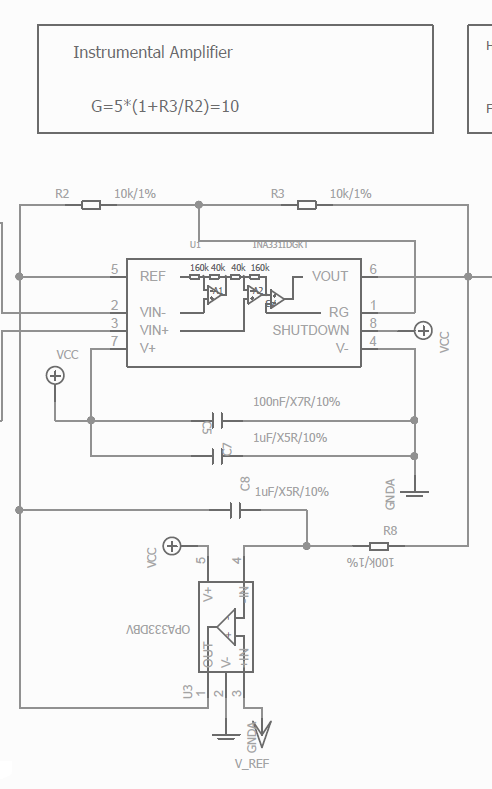 Instrumental Amplifier
H
G=5*(1+R3/R2)=10
F
R2 10k/1% R3 10k/1%
U1 INA331IDGKT
160k 40k 40k 160k
5 REF VOUT 6
A1 A2
2 VIN- RG 1
3 VIN+ SHUTDOWN 8
7 V+ V- 4
VCC
VCC
100nF/X7R/10%
C5
1uF/X5R/10%
C7
C8
1uF/X5R/10%
GNDA
R8
100k/1%
VCC
5 4
V+ -IN
OPA333DBV
OUT V- +IN
U3 1 2 3
GNDA
V_REF